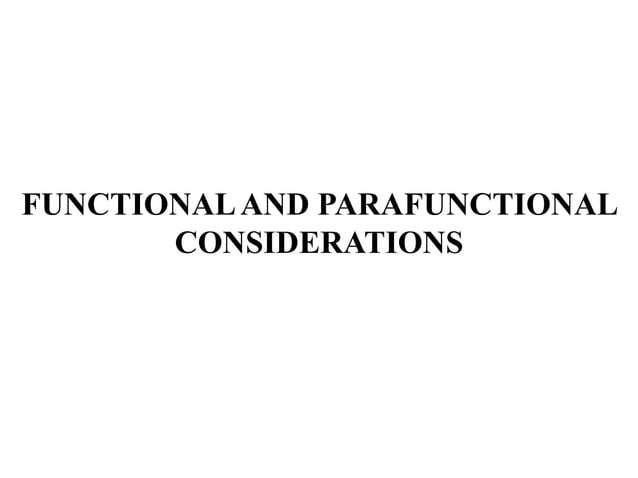 FUNCTIONAL AND PARAFUNCTIONAL
CONSIDERATIONS